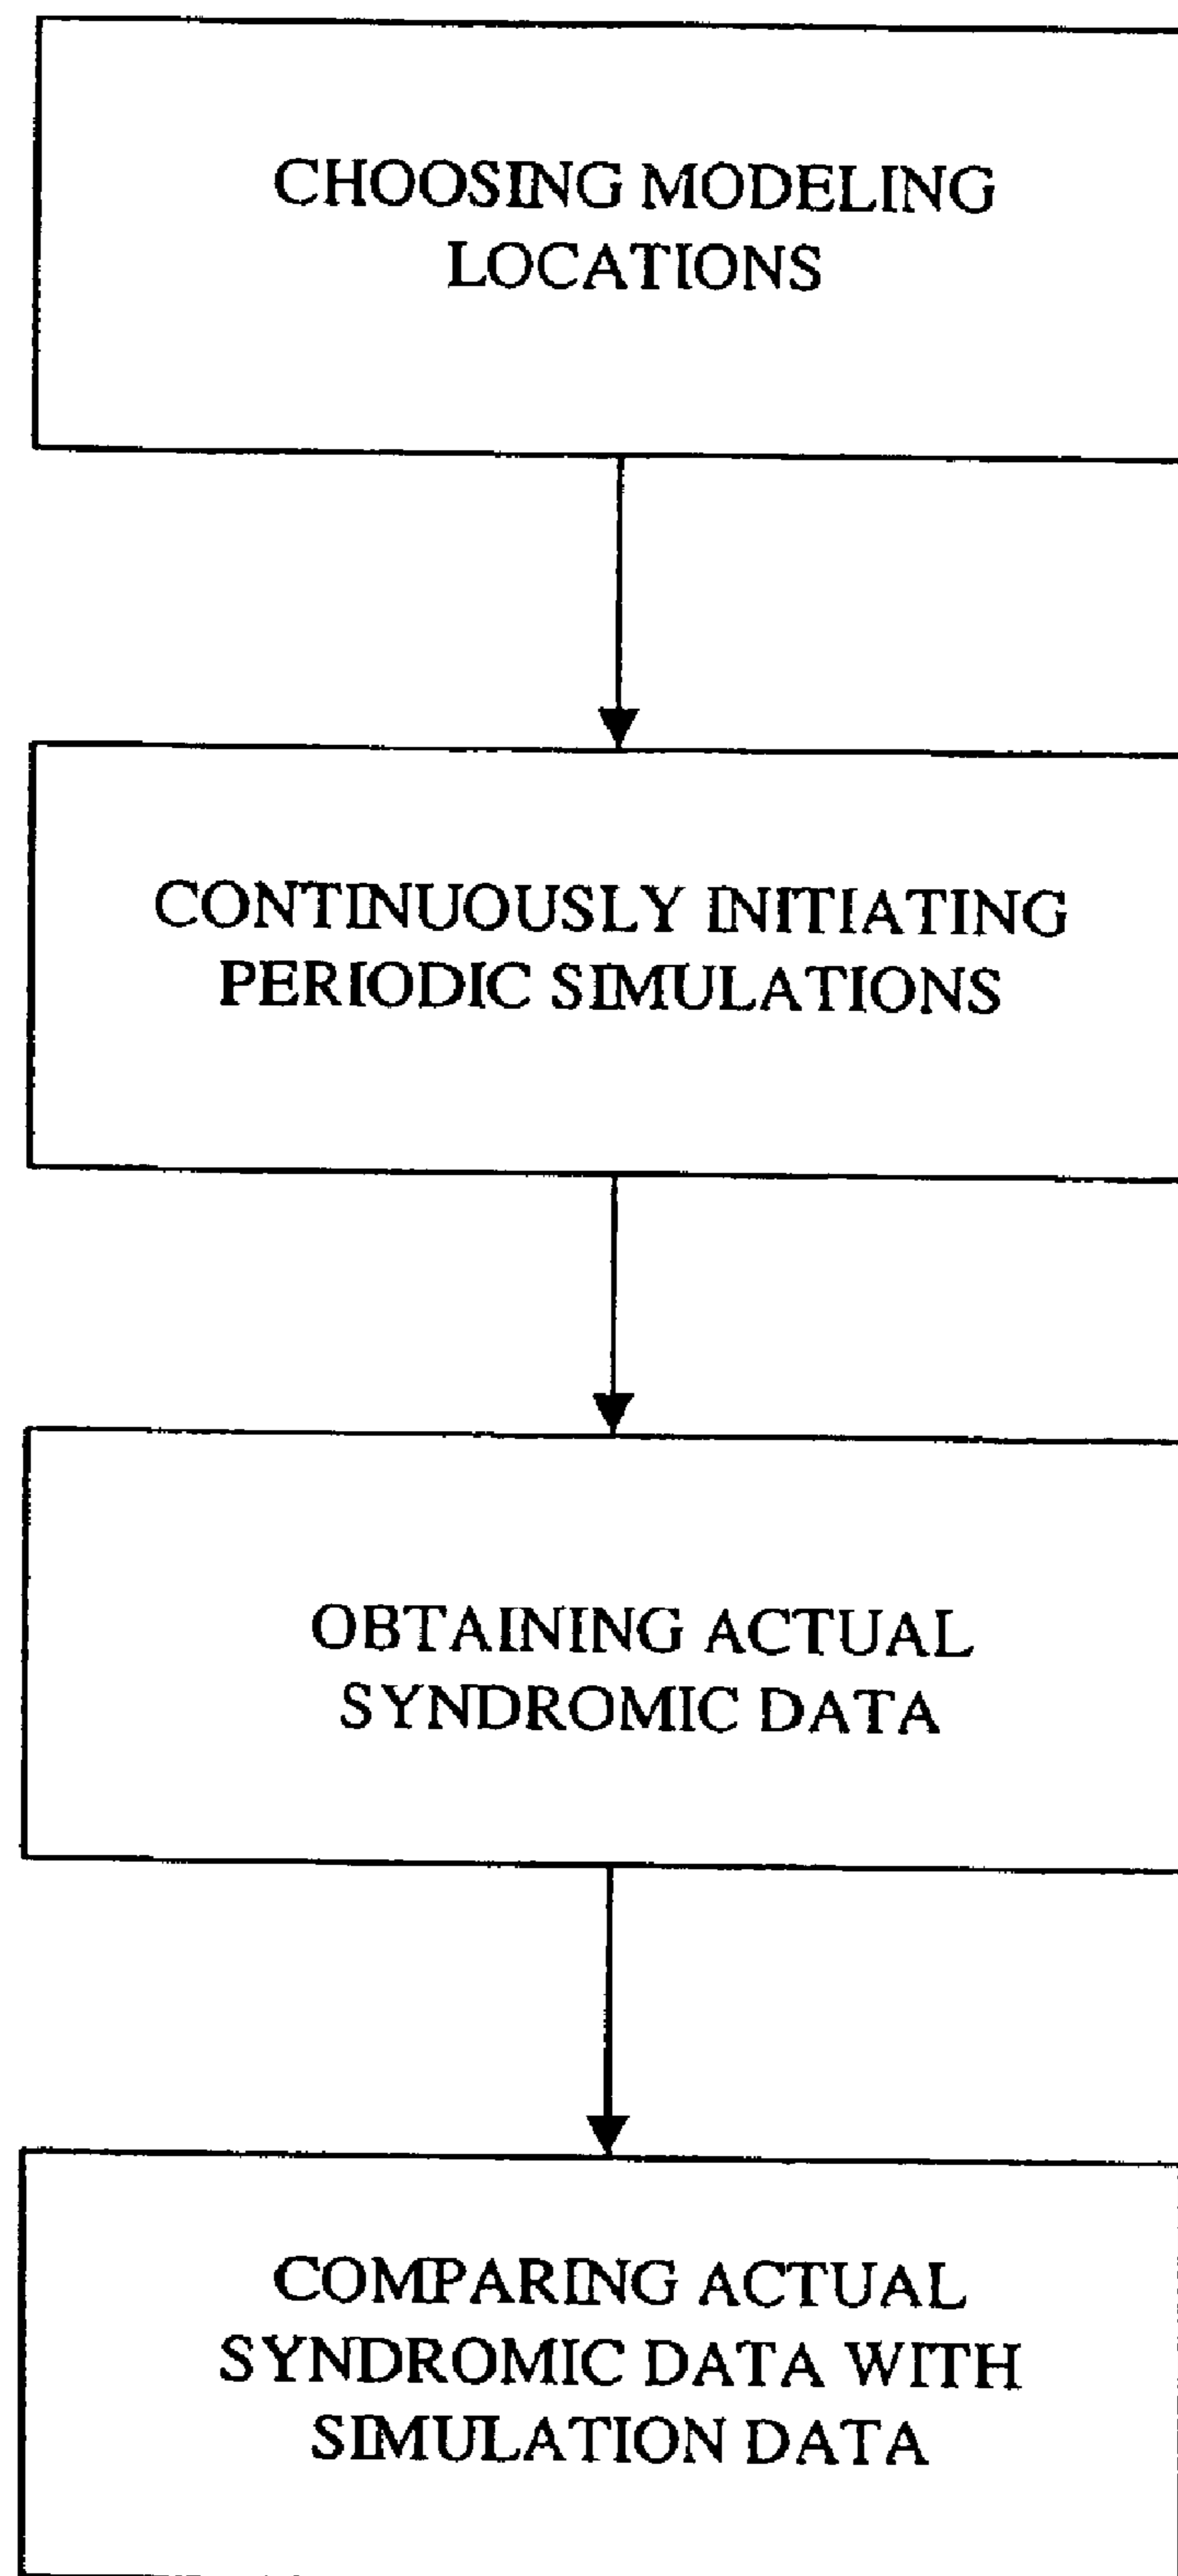 CHOOSING MODELING
LOCATIONS
CONTINUOUSLY INITIATING
PERIODIC SIMULATIONS
OBTAINING ACTUAL
SYNDROMIC DATA
COMPARING ACTUAL
SYNDROMIC DATA WITH
SIMULATION DATA